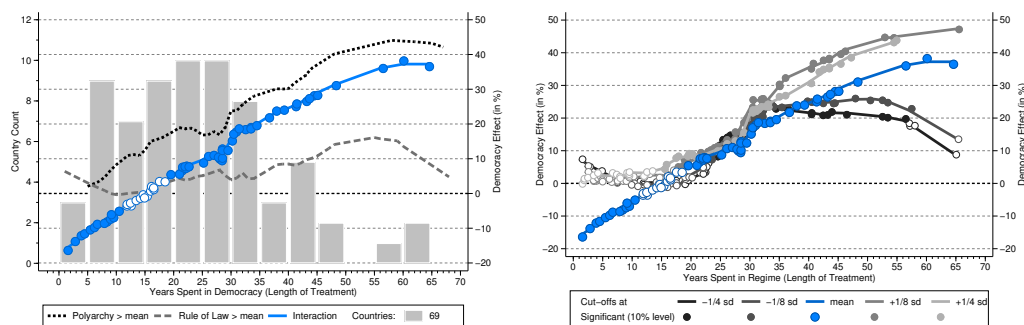 12
10
8
6
4
2
0
Country Count
50
40
30
20
10
0
−10
−20
Democracy Effect (in %)
0 5 10 15 20 25 30 35 40 45 50 55 60 65 70
Years Spent in Democracy (Length of Treatment)
Polyarchy > mean Rule of Law > mean Interaction Countries: 69
50
40
30
20
10
0
−10
−20
Democracy Effect (in %)
50
40
30
20
10
0
−10
−20
Democracy Effect (in %)
0 5 10 15 20 25 30 35 40 45 50 55 60 65 70
Years Spent in Regime (Length of Treatment)
Cut−offs at −1/4 sd −1/8 sd mean +1/8 sd +1/4 sd
Significant (10% level)